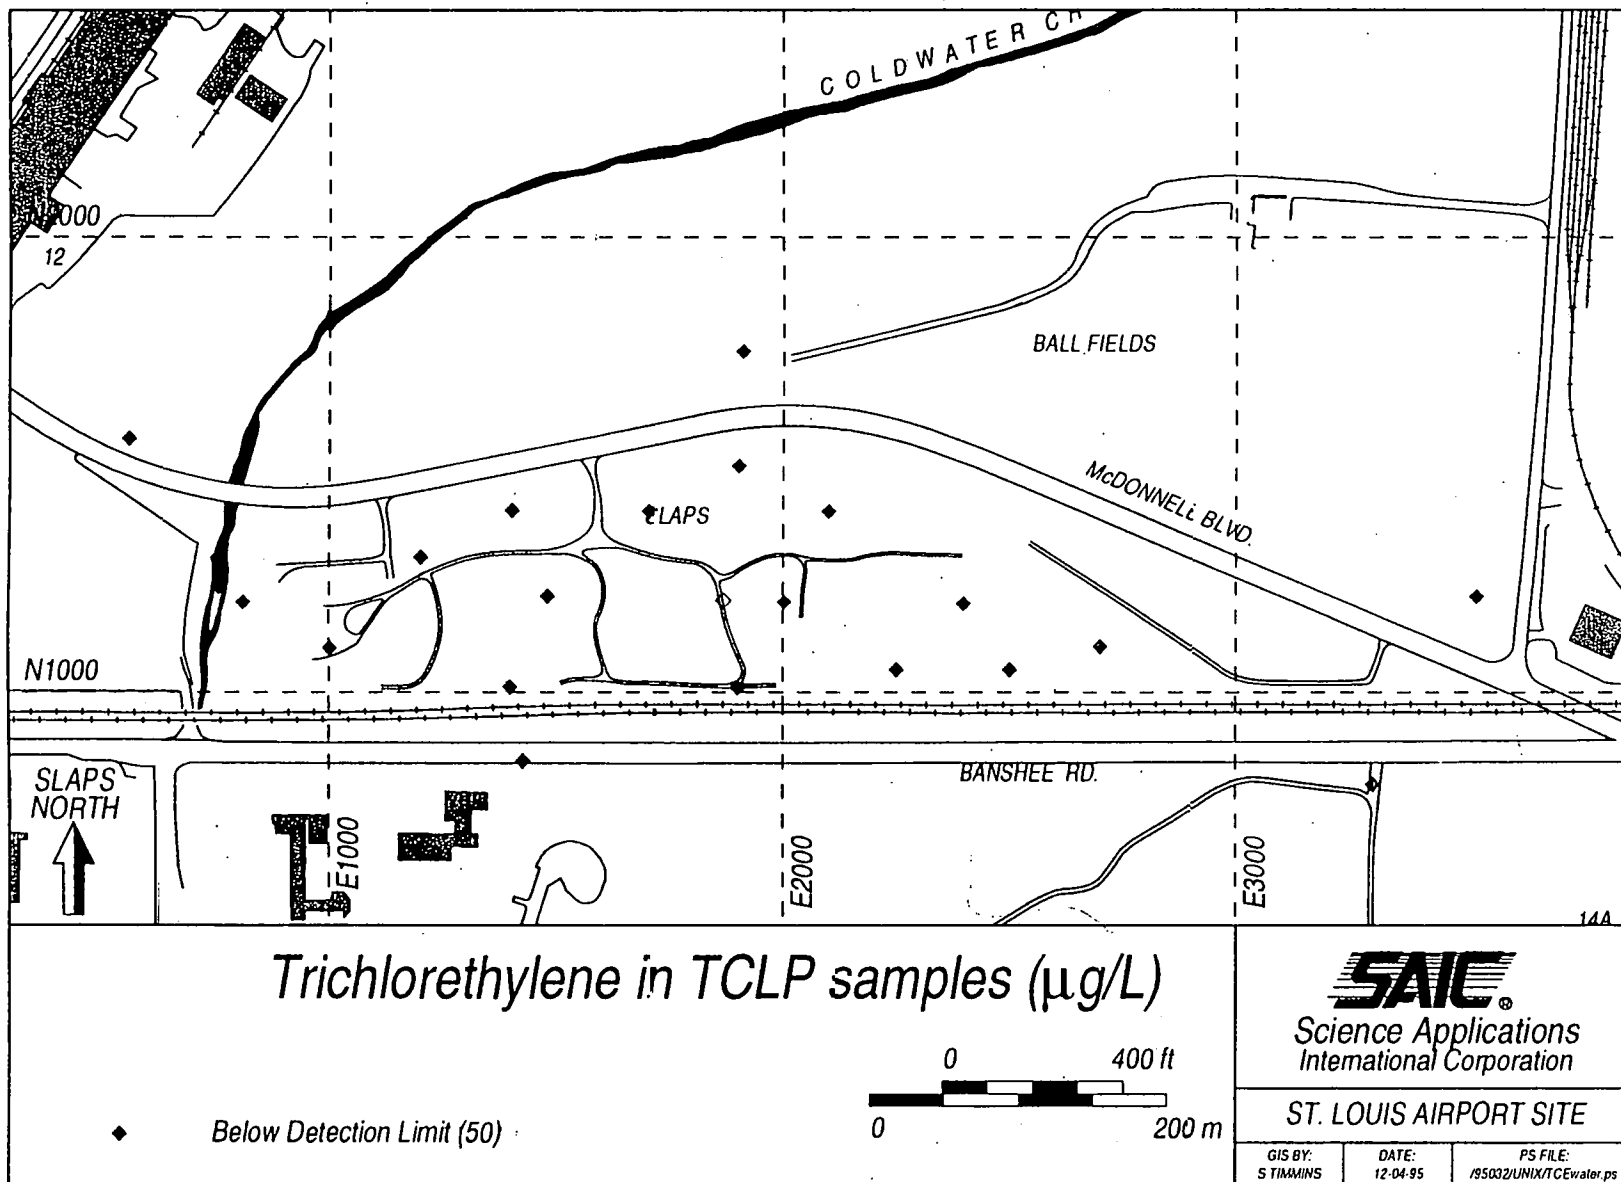 COLDWATER
N2000
12
BALL FIELDS
McDONNELL BLVD.
SLAPS
N1000
BANSHEE RD.
SLAPS
NORTH
E1000
E2000
E3000
14A
Trichlorethylene in TCLP samples (µg/L)
SAIC®
Science Applications
International Corporation
0 400 ft
0 200 m
Below Detection Limit (50)
ST. LOUIS AIRPORT SITE
GIS BY:
S TIMMINS
DATE:
12-04-95
PS FILE:
/95032/UNIX/TCEwater.ps